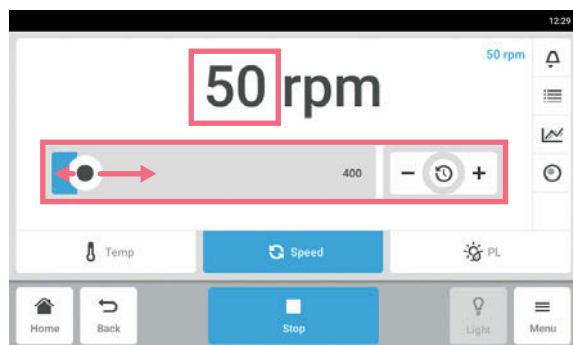 12:29
50 rpm
50 rpm
400
Temp
Speed
PL
Home
Back
Stop
Light
Menu